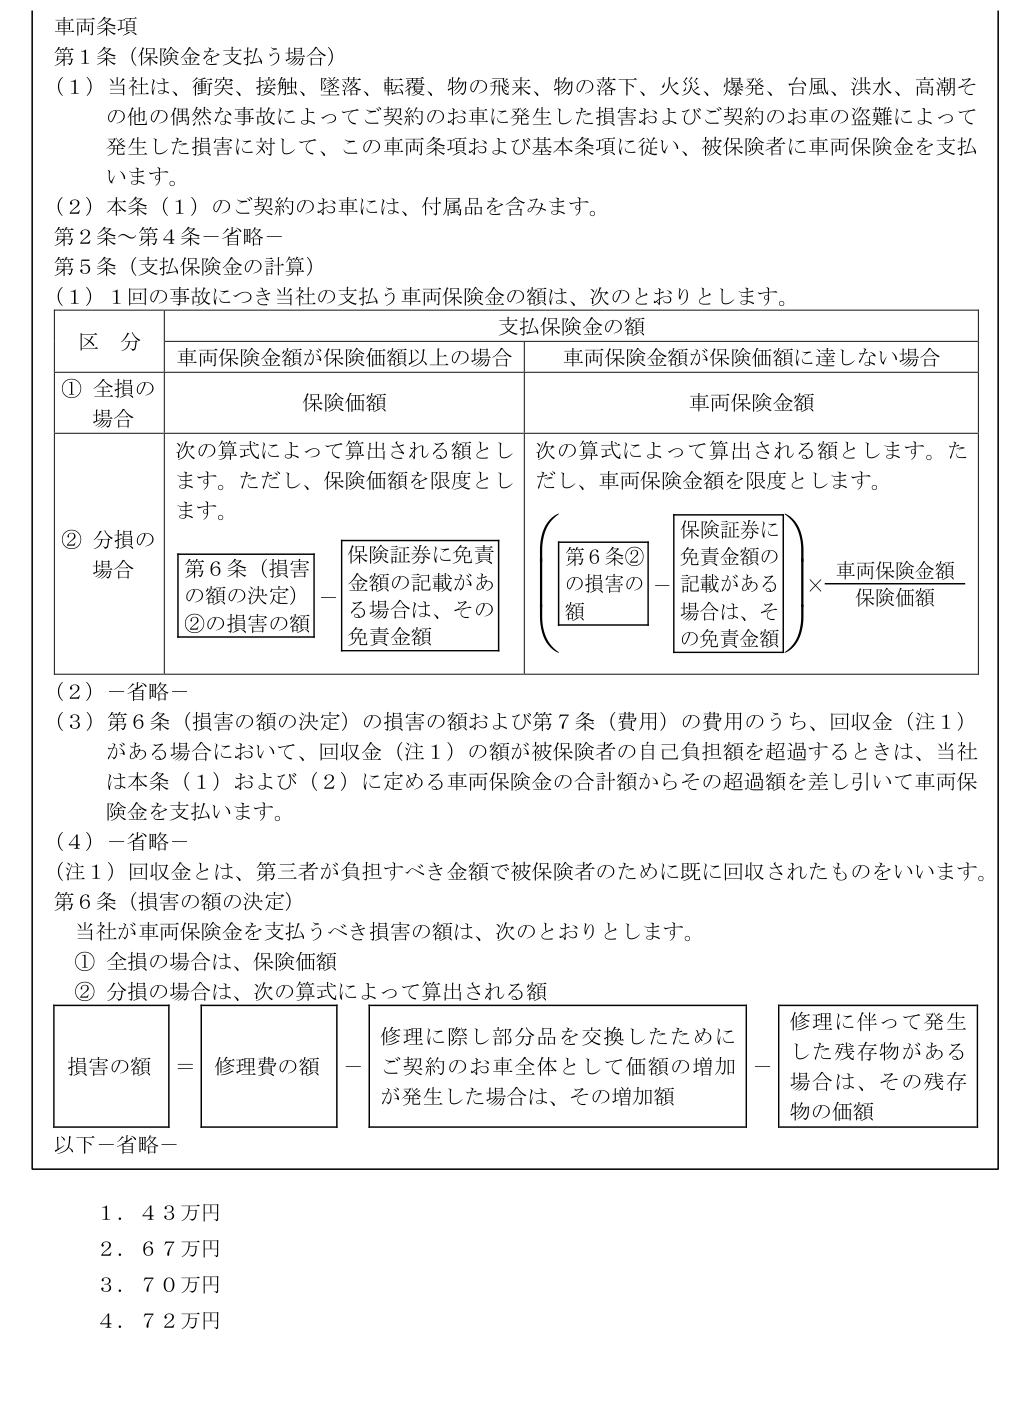 車両条項
第１条（保険金を支払う場合）
（１）当社は、衝突、接触、墜落、転覆、物の飛来、物の落下、火災、爆発、台風、洪水、高潮そ
の他の偶然な事故によってご契約のお車に発生した損害およびご契約のお車の盗難によって
発生した損害に対して、この車両条項および基本条項に従い、被保険者に車両保険金を支払
います。
（２）本条（１）のご契約のお車には、付属品を含みます。
第２条～第４条－省略－
第５条（支払保険金の計算）
（１）１回の事故につき当社の支払う車両保険金の額は、次のとおりとします。
区　分
支払保険金の額
車両保険金額が保険価額以上の場合
車両保険金額が保険価額に達しない場合
① 全損の
場合
保険価額
車両保険金額
② 分損の
場合
次の算式によって算出される額とし
ます。ただし、保険価額を限度とし
ます。
第６条（損害
の額の決定）
②の損害の額
－
保険証券に免責
金額の記載があ
る場合は、その
免責金額
次の算式によって算出される額とします。た
だし、車両保険金額を限度とします。
（
第６条②
の損害の
額
－
保険証券に
免責金額の
記載がある
場合は、そ
の免責金額
）
×
車両保険金額
保険価額
（２）－省略－
（３）第６条（損害の額の決定）の損害の額および第７条（費用）の費用のうち、回収金（注１）
がある場合において、回収金（注１）の額が被保険者の自己負担額を超過するときは、当社
は本条（１）および（２）に定める車両保険金の合計額からその超過額を差し引いて車両保
険金を支払います。
（４）－省略－
（注１）回収金とは、第三者が負担すべき金額で被保険者のために既に回収されたものをいいます。
第６条（損害の額の決定）
当社が車両保険金を支払うべき損害の額は、次のとおりとします。
① 全損の場合は、保険価額
② 分損の場合は、次の算式によって算出される額
損害の額
＝
修理費の額
－
修理に際し部分品を交換したために
ご契約のお車全体として価額の増加
が発生した場合は、その増加額
－
修理に伴って発生
した残存物がある
場合は、その残存
物の価額
以下－省略－
１．４３万円
２．６７万円
３．７０万円
４．７２万円